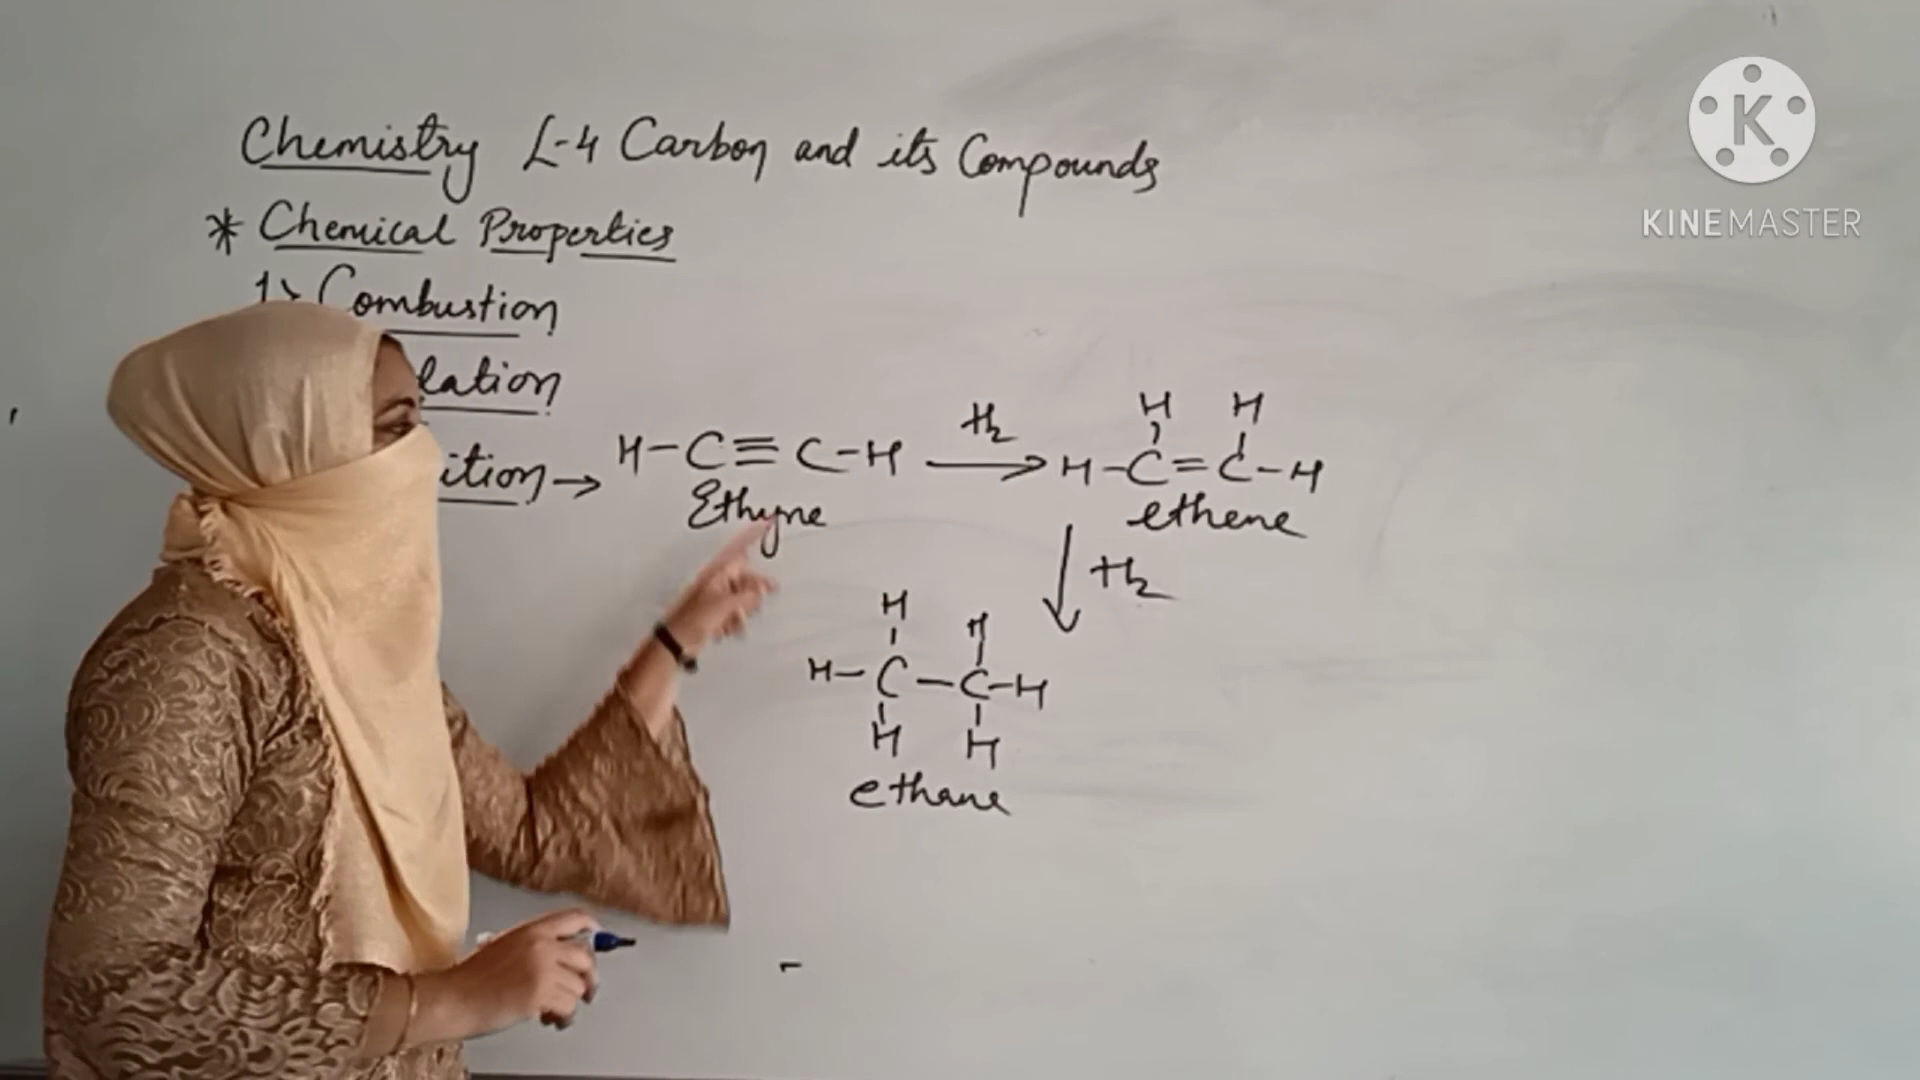 Chemistry L-4 Carbon and its Compounds
* Chemical Properties
1> Combustion
lation
ition → H-C≡C-H H₂ H-C=C-H
H H
Ethyne ethene
H₂
H H
H-C-C-H
H H
ethane
K
KINEMASTER